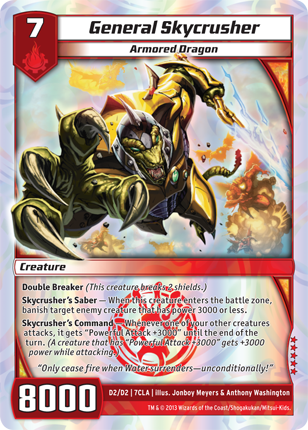 7
General Skycrusher
Armored Dragon
Creature
Double Breaker (This creature breaks 2 shields.)
Skycrusher's Saber — When this creature enters the battle zone,
banish target enemy creature that has power 3000 or less.
Skycrusher's Command — Whenever one of your other creatures
attacks, it gets "Powerful Attack +3000" until the end of the
turn. (A creature that has "Powerful Attack +3000" gets +3000
power while attacking.)
"Only cease fire when Water surrenders—unconditionally!"
8000
D2/D2 | 7CLA | illus. Jonboy Meyers & Anthony Washington
TM & © 2013 Wizards of the Coast/Shogakukan/Mitsui-Kids.